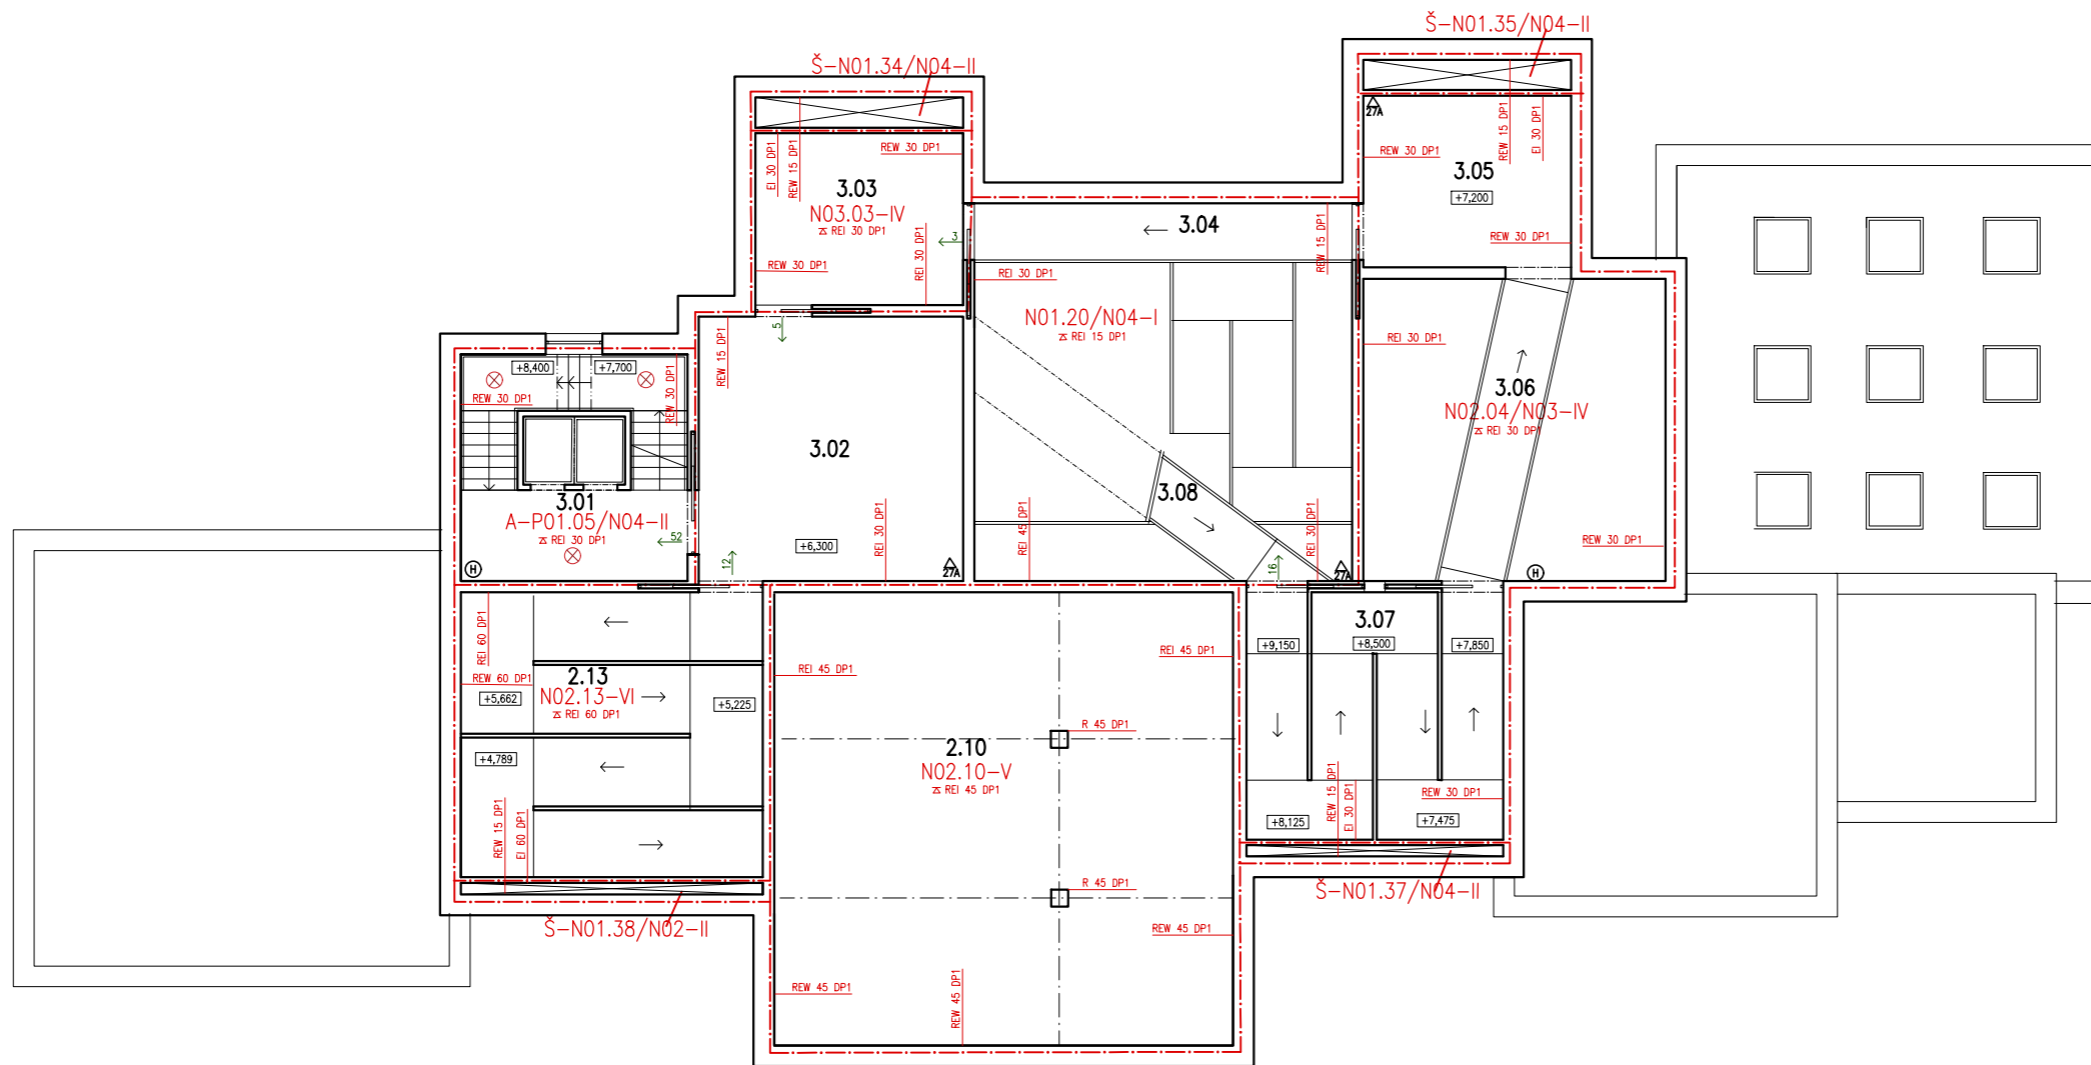 Š-N01.35/N04-II
Š-N01.34/N04-II
27A
REW 15 DP1
EI 30 DP1
REW 30 DP1
3.05
+7,200
REW 30 DP1
EI 30 DP1
REW 15 DP1
REW 30 DP1
3.03
N03.03-IV
REI 30 DP1
REW 30 DP1
REI 30 DP1
3
3.04
REW 15 DP1
REI 30 DP1
N01.20/N04-I
REI 15 DP1
REI 30 DP1
3.06
N02.04/N03-IV
REI 30 DP1
REW 30 DP1
H
5
REW 15 DP1
+8,400
+7,700
REW 30 DP1
REW 30 DP1
3.01
A-P01.05/N04-II
REI 30 DP1
52
H
3.02
+6,300
12
REI 30 DP1
27A
REI 45 DP1
3.08
REI 30 DP1
16
27A
REI 60 DP1
REW 60 DP1
2.13
N02.13-VI
REI 60 DP1
+5,662
+5,225
+4,789
REW 15 DP1
EI 60 DP1
Š-N01.38/N02-II
REI 45 DP1
REI 45 DP1
R 45 DP1
2.10
N02.10-V
REI 45 DP1
R 45 DP1
REW 45 DP1
REW 45 DP1
REW 45 DP1
3.07
+9,150
+8,500
+7,850
REW 15 DP1
EI 30 DP1
REW 30 DP1
+8,125
+7,475
Š-N01.37/N04-II